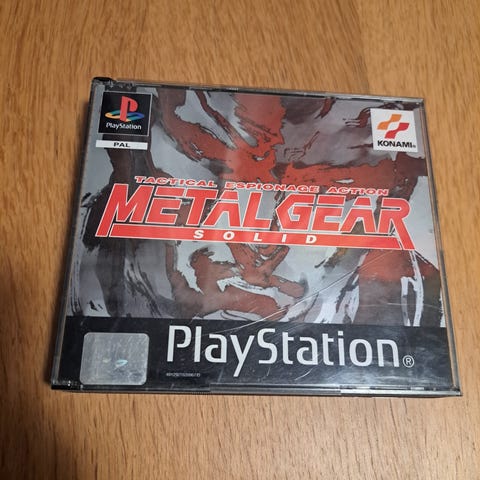 PlayStation
PAL
KONAMI®
TACTICAL ESPIONAGE ACTION
METAL GEAR
SOLID
PlayStation®